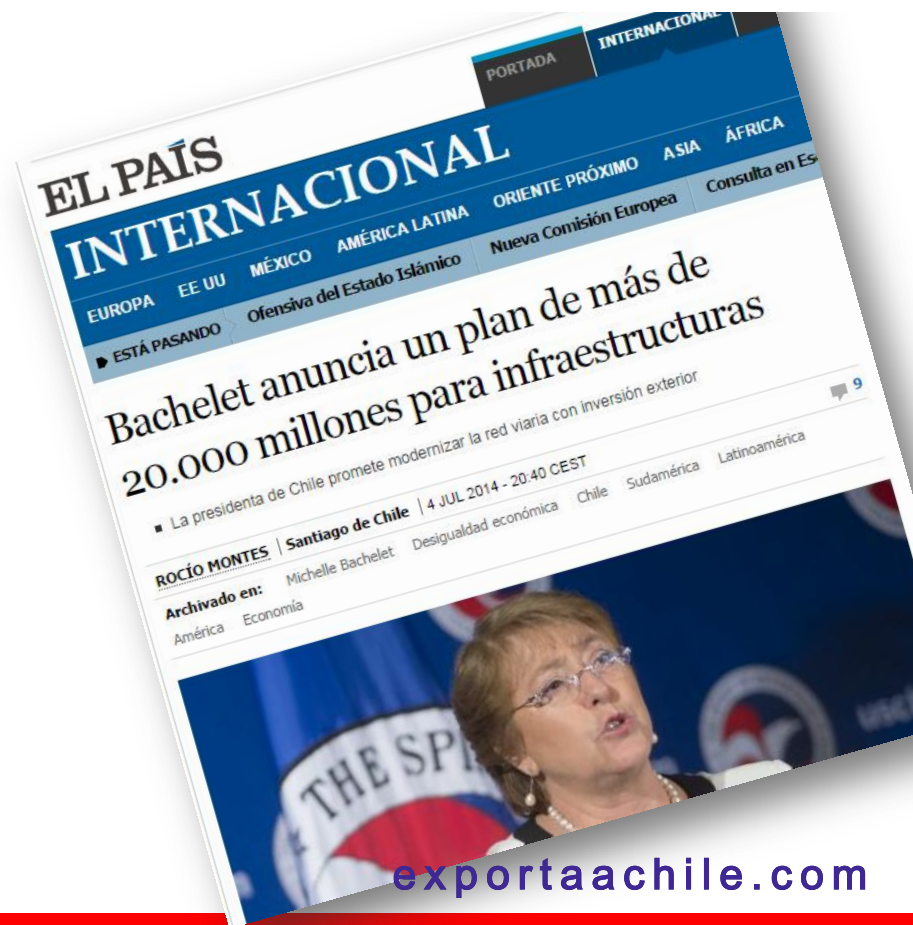 PORTADA
INTERNACIONAL
EL PAÍS
INTERNACIONAL
EUROPA EE UU MÉXICO AMÉRICA LATINA ORIENTE PRÓXIMO ASIA ÁFRICA
ESTÁ PASANDO Ofensiva del Estado Islámico Nueva Comisión Europea Consulta en Es
Bachelet anuncia un plan de más de
20.000 millones para infraestructuras
9
La presidenta de Chile promete modernizar la red viaria con inversión exterior
ROCÍO MONTES | Santiago de Chile | 4 JUL 2014 - 20:40 CEST
Archivado en: Michelle Bachelet Desigualdad económica Chile Sudamérica Latinoamérica
América Economía
THE SPI
usc
exportaachile.com